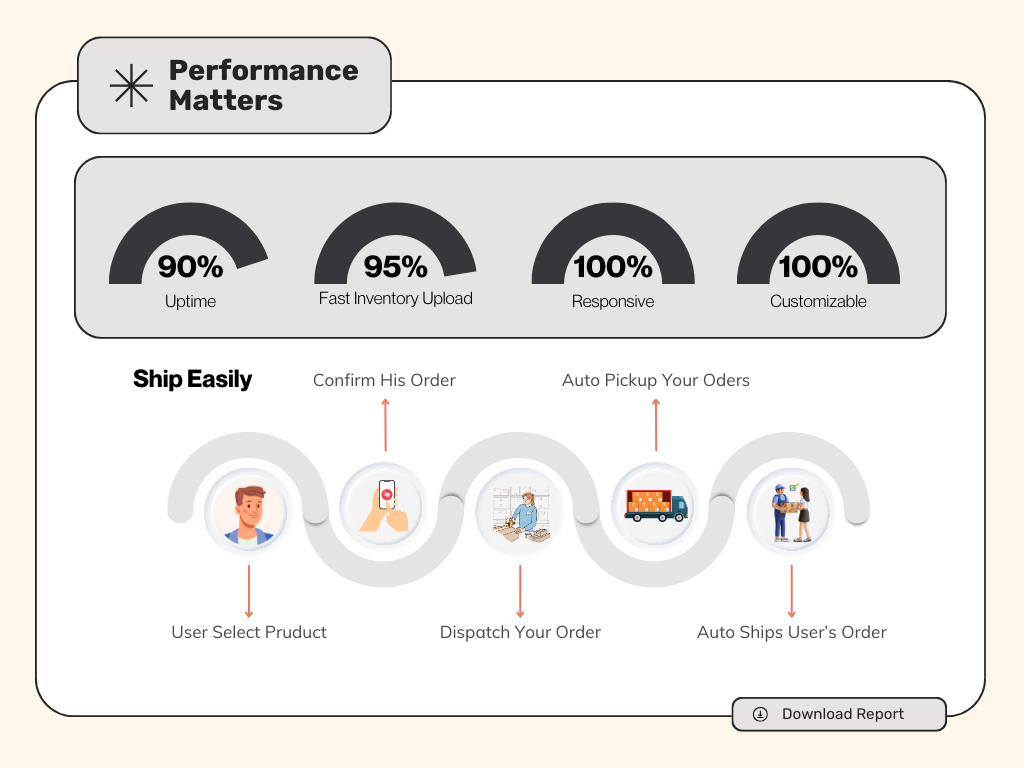 Performance
Matters
90%
Uptime
95%
Fast Inventory Upload
100%
Responsive
100%
Customizable
Ship Easily
Confirm His Order
Auto Pickup Your Oders
User Select Pruduct
Dispatch Your Order
Auto Ships User's Order
Download Report